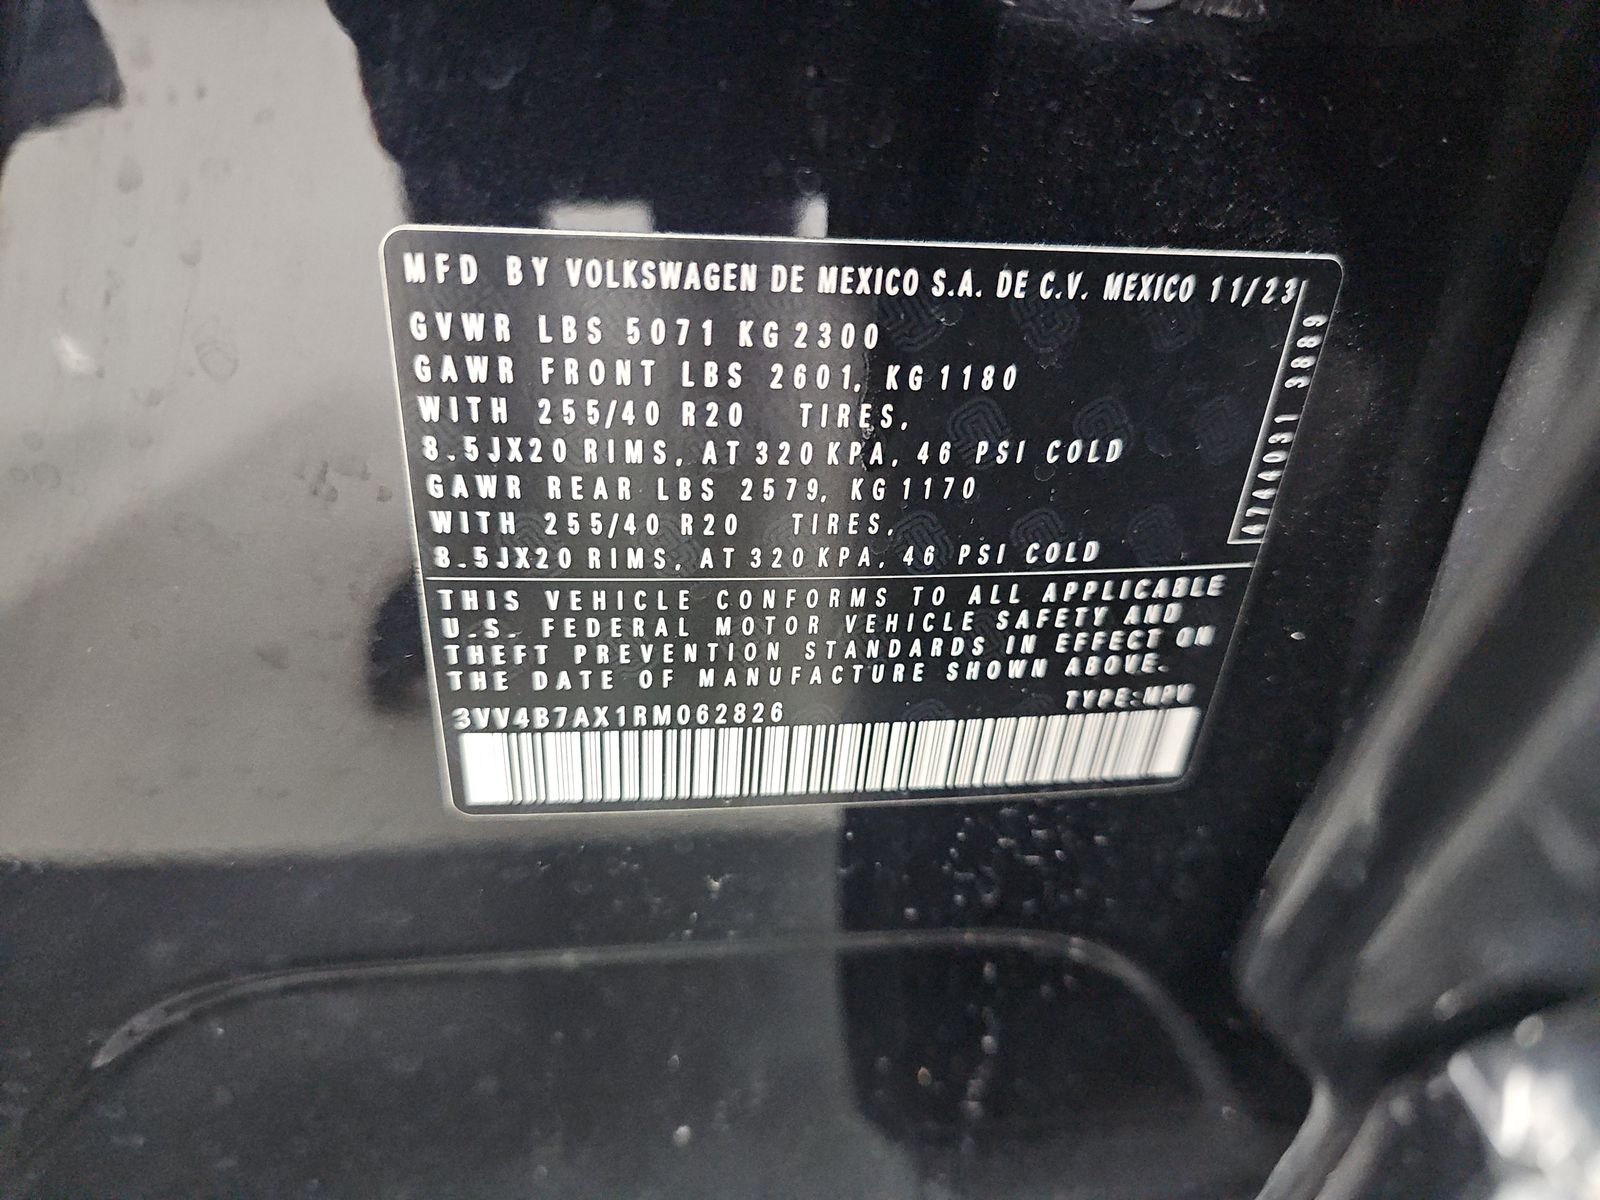 MFD BY VOLKSWAGEN DE MEXICO S.A. DE C.V. MEXICO 11/23
GVWR LBS 5071 KG 2300
GAWR FRONT LBS 2601, KG 1180
WITH 255/40 R20 TIRES,
8.5JX20 RIMS, AT 320 KPA, 46 PSI COLD
GAWR REAR LBS 2579, KG 1170
WITH 255/40 R20 TIRES,
8.5JX20 RIMS, AT 320 KPA, 46 PSI COLD
THIS VEHICLE CONFORMS TO ALL APPLICABLE
U.S. FEDERAL MOTOR VEHICLE SAFETY AND
THEFT PREVENTION STANDARDS IN EFFECT ON
THE DATE OF MANUFACTURE SHOWN ABOVE.
TYPE:MPV
3VV4B7AX1RM062826
3889